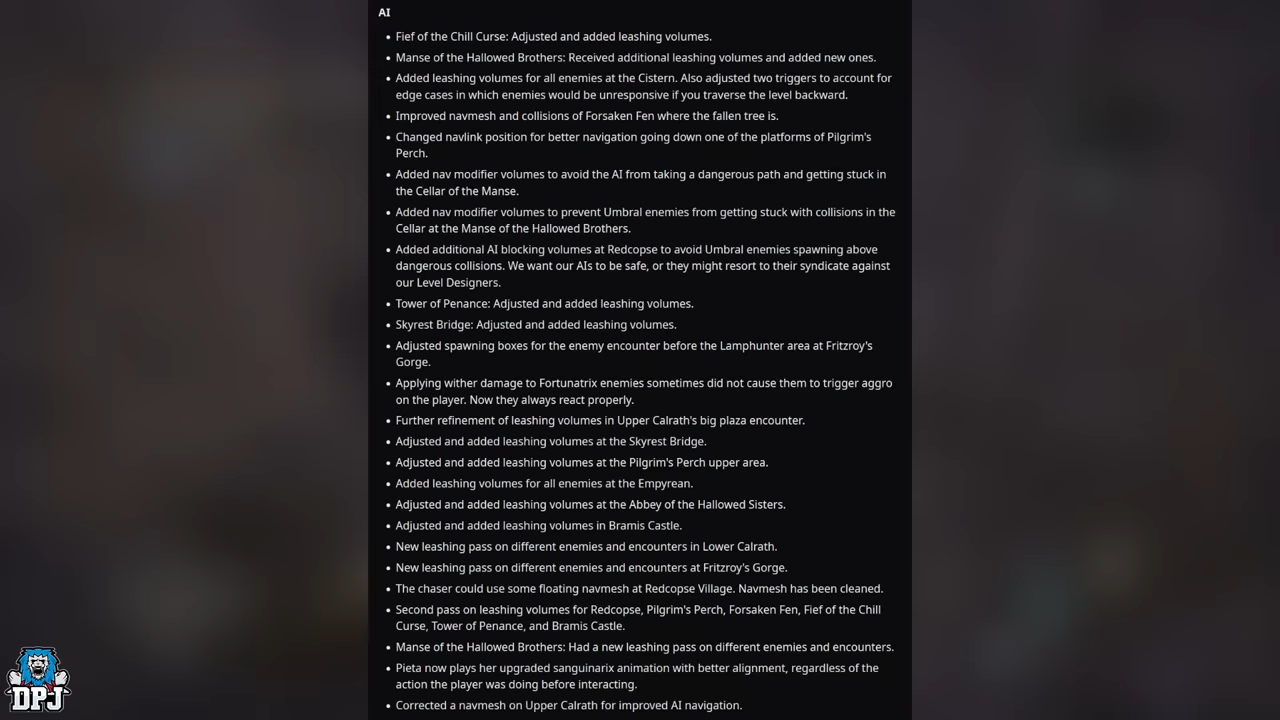 AI
• Fief of the Chill Curse: Adjusted and added leashing volumes.
• Manse of the Hallowed Brothers: Received additional leashing volumes and added new ones.
• Added leashing volumes for all enemies at the Cistern. Also adjusted two triggers to account for
edge cases in which enemies would be unresponsive if you traverse the level backward.
• Improved navmesh and collisions of Forsaken Fen where the fallen tree is.
• Changed navlink position for better navigation going down one of the platforms of Pilgrim's
Perch.
• Added nav modifier volumes to avoid the AI from taking a dangerous path and getting stuck in
the Cellar of the Manse.
• Added nav modifier volumes to prevent Umbral enemies from getting stuck with collisions in the
Cellar at the Manse of the Hallowed Brothers.
• Added additional AI blocking volumes at Redcopse to avoid Umbral enemies spawning above
dangerous collisions. We want our AIs to be safe, or they might resort to their syndicate against
our Level Designers.
• Tower of Penance: Adjusted and added leashing volumes.
• Skyrest Bridge: Adjusted and added leashing volumes.
• Adjusted spawning boxes for the enemy encounter before the Lamphunter area at Fritzroy's
Gorge.
• Applying wither damage to Fortunatrix enemies sometimes did not cause them to trigger aggro
on the player. Now they always react properly.
• Further refinement of leashing volumes in Upper Calrath's big plaza encounter.
• Adjusted and added leashing volumes at the Skyrest Bridge.
• Adjusted and added leashing volumes at the Pilgrim's Perch upper area.
• Added leashing volumes for all enemies at the Empyrean.
• Adjusted and added leashing volumes at the Abbey of the Hallowed Sisters.
• Adjusted and added leashing volumes in Bramis Castle.
• New leashing pass on different enemies and encounters in Lower Calrath.
• New leashing pass on different enemies and encounters at Fritzroy's Gorge.
• The chaser could use some floating navmesh at Redcopse Village. Navmesh has been cleaned.
• Second pass on leashing volumes for Redcopse, Pilgrim's Perch, Forsaken Fen, Fief of the Chill
Curse, Tower of Penance, and Bramis Castle.
• Manse of the Hallowed Brothers: Had a new leashing pass on different enemies and encounters.
• Pieta now plays her upgraded sanguinarix animation with better alignment, regardless of the
action the player was doing before interacting.
• Corrected a navmesh on Upper Calrath for improved AI navigation.
DPJ